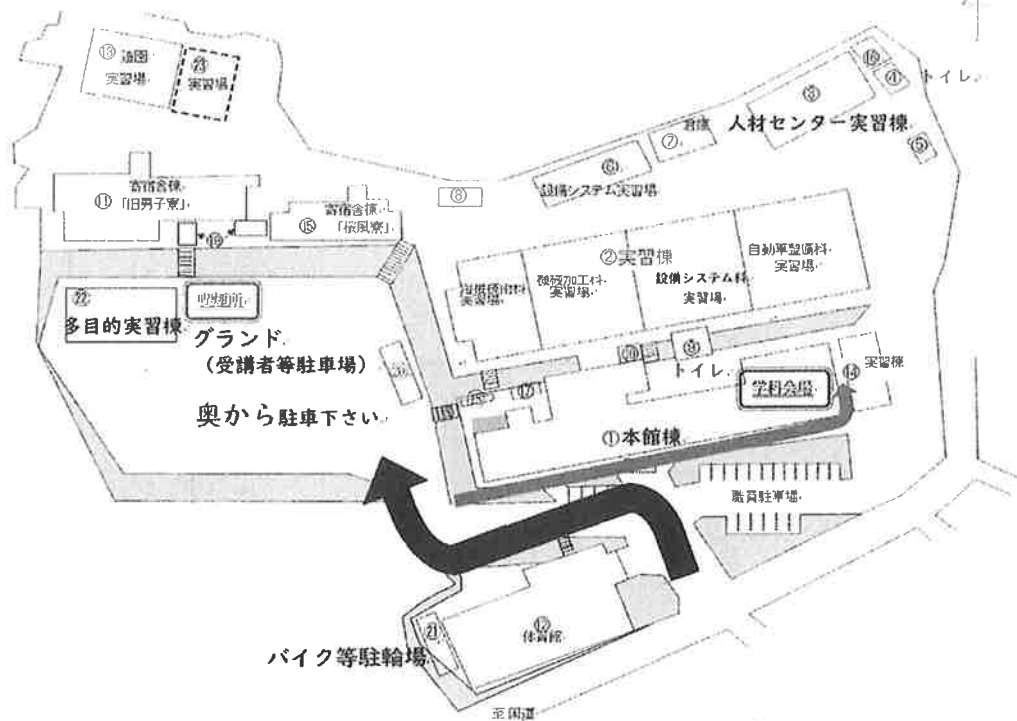 ⑬ 造園
実習場
㉓
実習場
⑯
④ トイレ
③
人材センター実習棟
倉庫
⑦
⑤
⑥
設備システム実習場
⑧
寄宿舎棟
⑪ 「旧男子寮」
寄宿舎棟
⑮ 「桜風寮」
②実習棟
機械加工科
実習場
設備システム科
実習場
自動車整備科
実習場
㉒
多目的実習棟
喫煙所
グランド
(受講者等駐車場)
奥から駐車下さい
⑨
トイレ
⑰
⑭ 実習棟
学科会場
①本館棟
職員駐車場
㉑
⑫
体育館
バイク等駐輪場
至国道